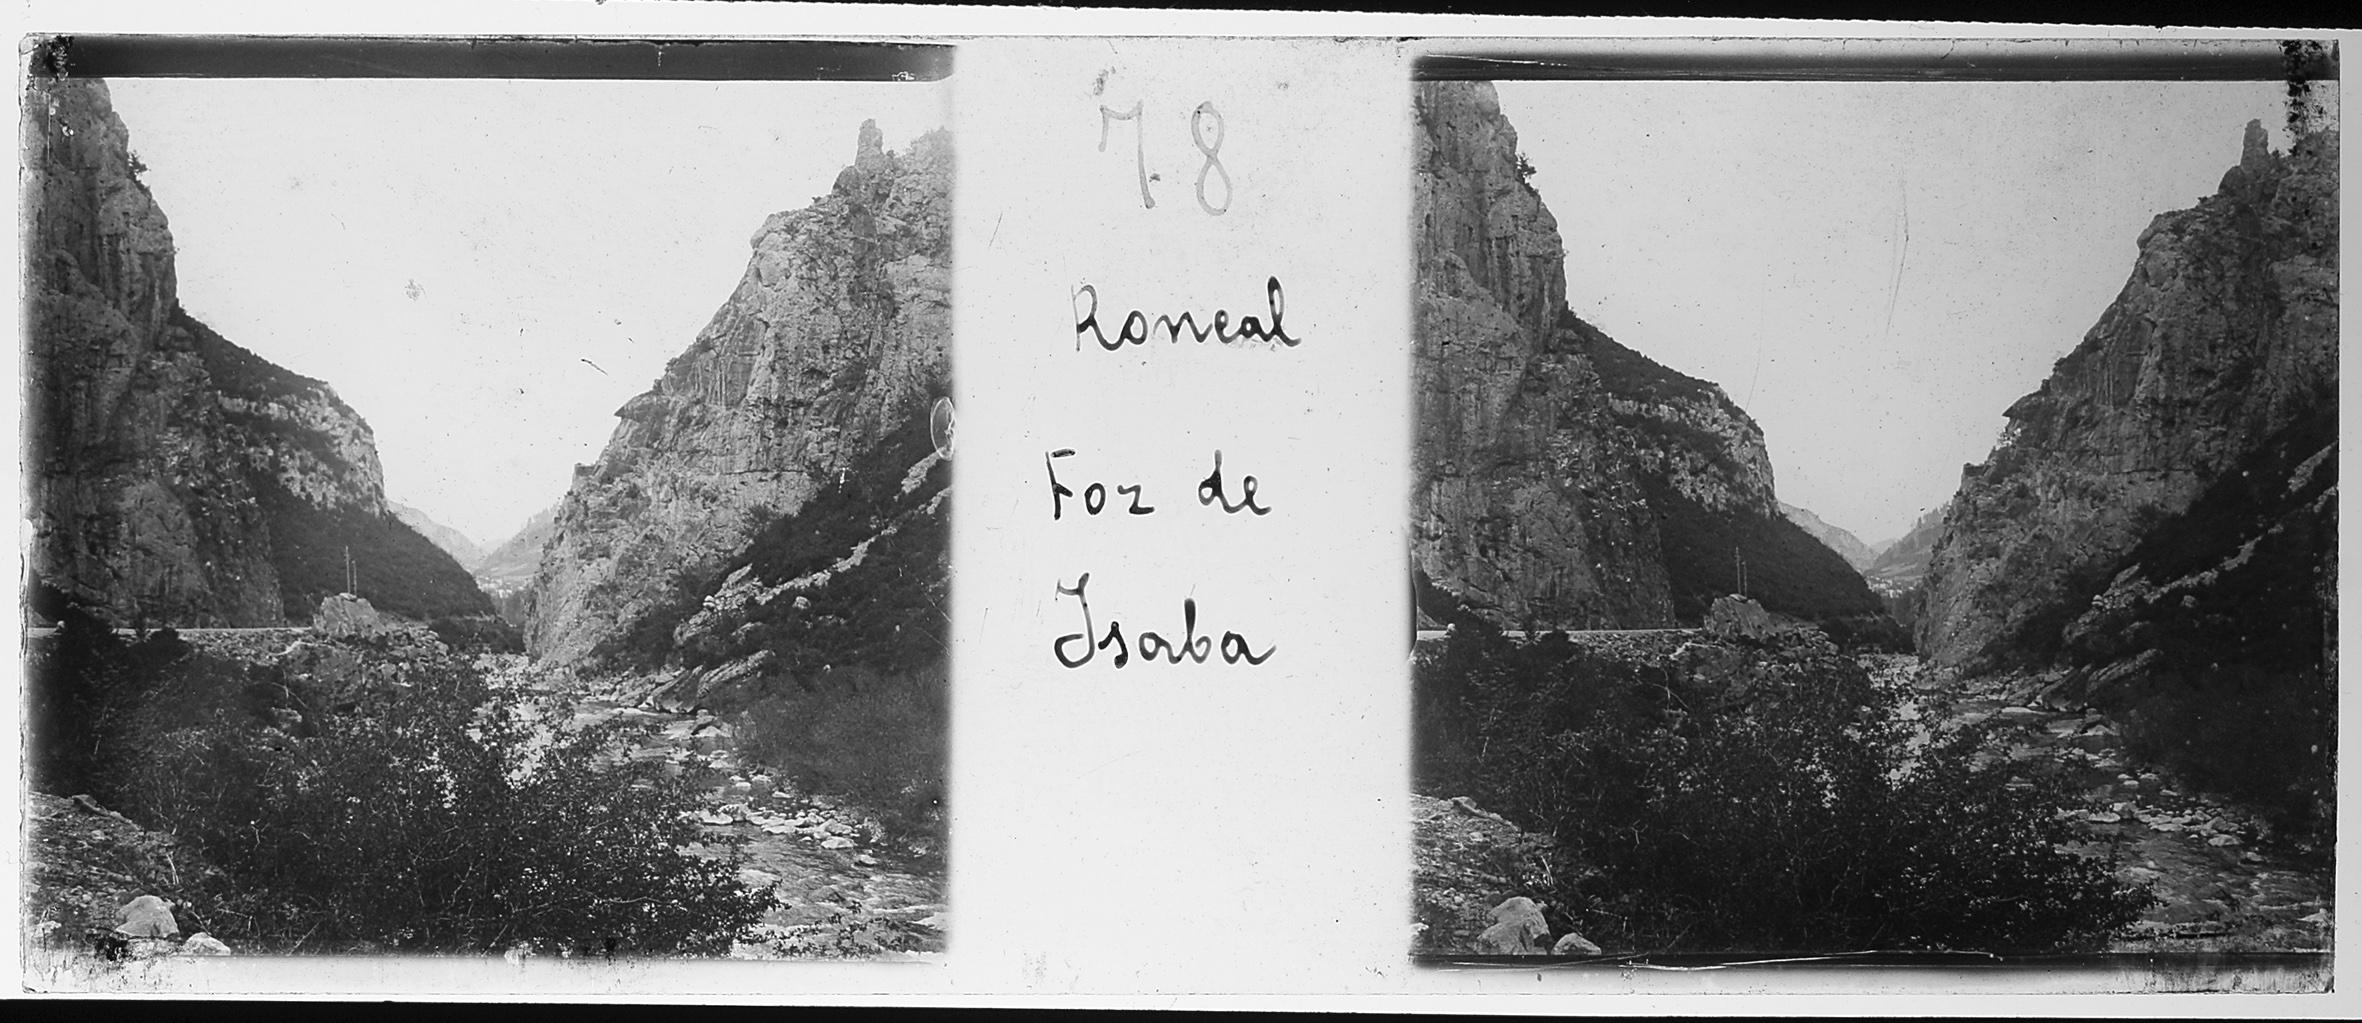 78
Roncal
Foz de
Isaba